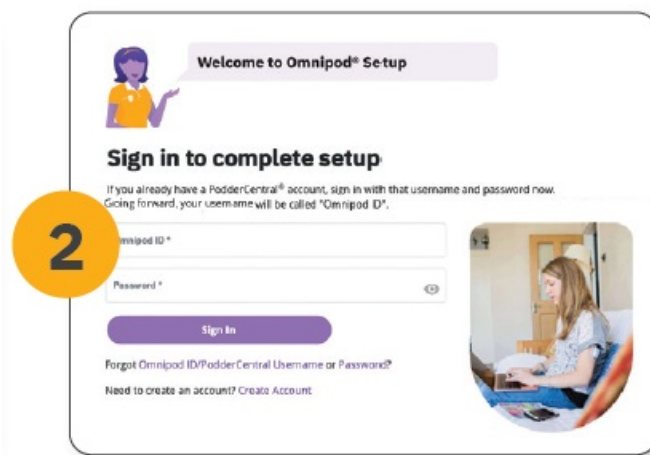 Welcome to Omnipod® Setup
Sign in to complete setup
If you already have a PodderCentral® account, sign in with that username and password now.
Going forward, your username will be called "Omnipod ID".
2
Omnipod ID *
Password *
Sign In
Forgot Omnipod ID/PodderCentral Username or Password?
Need to create an account? Create Account